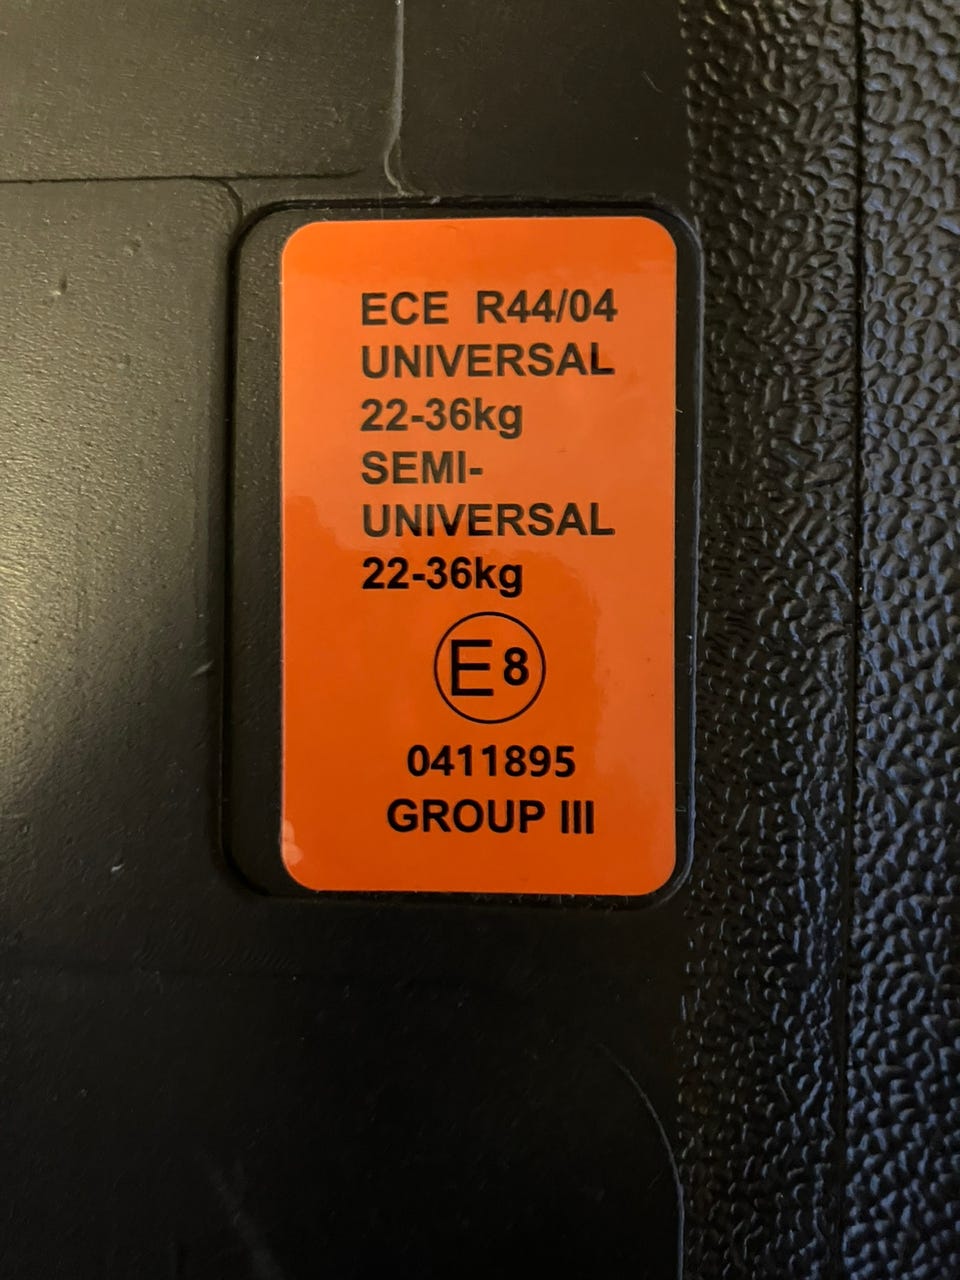 ECE R44/04
UNIVERSAL
22-36kg
SEMI-
UNIVERSAL
22-36kg
E8
0411895
GROUP III